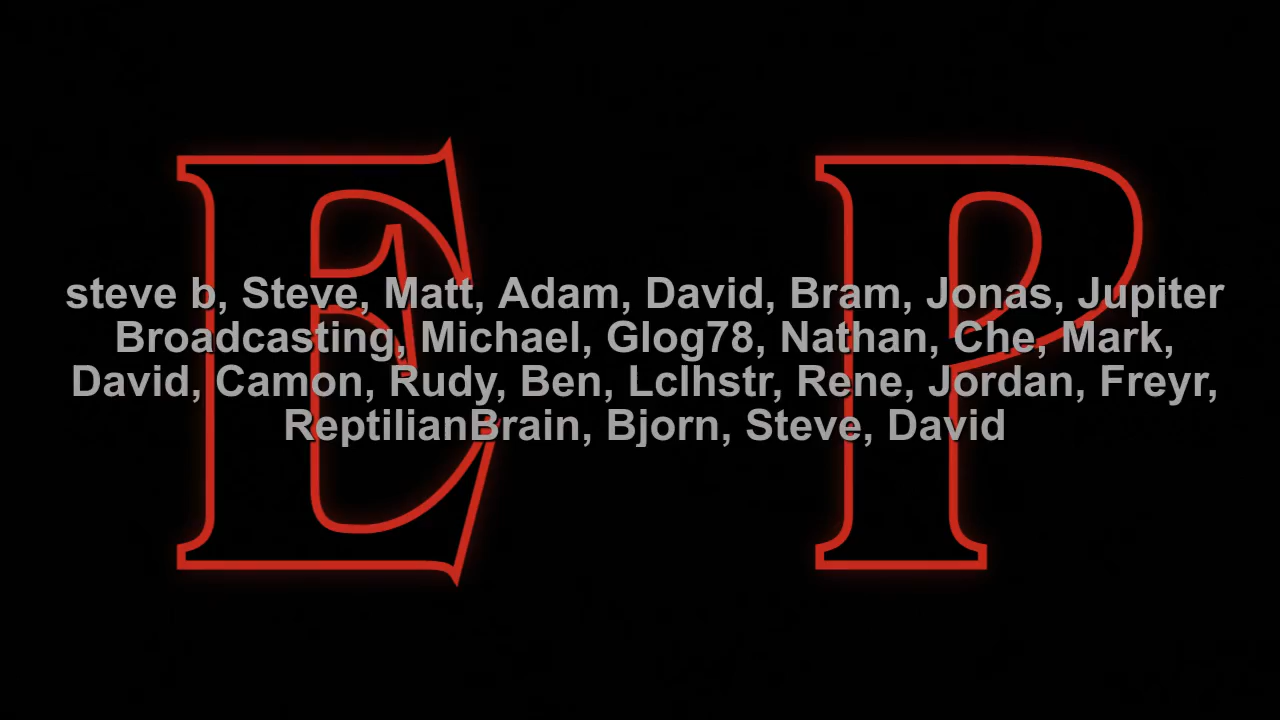 E P
steve b, Steve, Matt, Adam, David, Bram, Jonas, Jupiter
Broadcasting, Michael, Glog78, Nathan, Che, Mark,
David, Camon, Rudy, Ben, Lclhstr, Rene, Jordan, Freyr,
ReptilianBrain, Bjorn, Steve, David